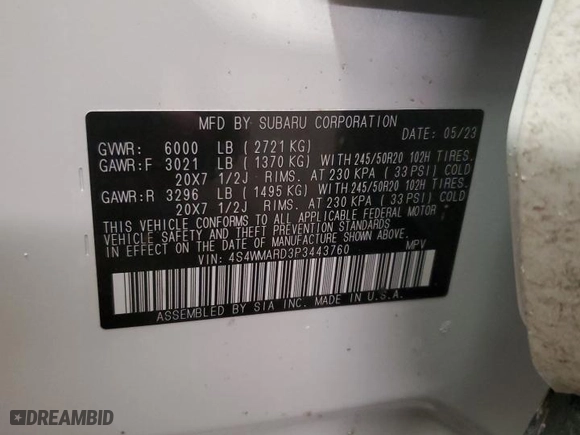 MFD BY SUBARU CORPORATION
DATE: 05/23
GVWR: 6000 LB ( 2721 KG)
GAWR:F 3021 LB ( 1370 KG) WITH 245/50R20 102H TIRES.
20X7 1/2J RIMS. AT 230 KPA ( 33 PSI) COLD
GAWR:R 3296 LB ( 1495 KG) WITH 245/50R20 102H TIRES.
20X7 1/2J RIMS. AT 230 KPA ( 33 PSI) COLD
THIS VEHICLE CONFORMS TO ALL APPLICABLE FEDERAL MOTOR
VEHICLE SAFETY AND THEFT PREVENTION STANDARDS
IN EFFECT ON THE DATE OF MANUFACTURE SHOWN ABOVE.
VIN: 4S4WMARD3P3443760 MPV
ASSEMBLED BY SIA INC. MADE IN U.S.A.
DREAMBID